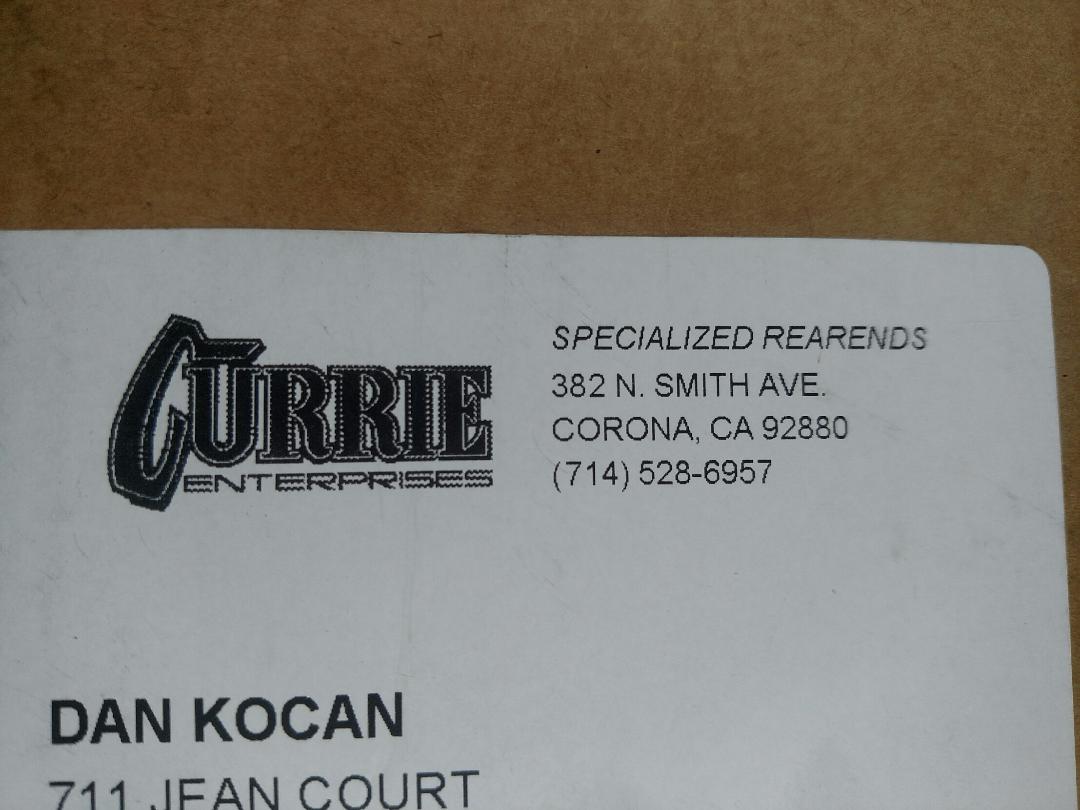 CURRIE
ENTERPRISES
SPECIALIZED REARENDS
382 N. SMITH AVE.
CORONA, CA 92880
(714) 528-6957
DAN KOCAN
711 JEAN COURT